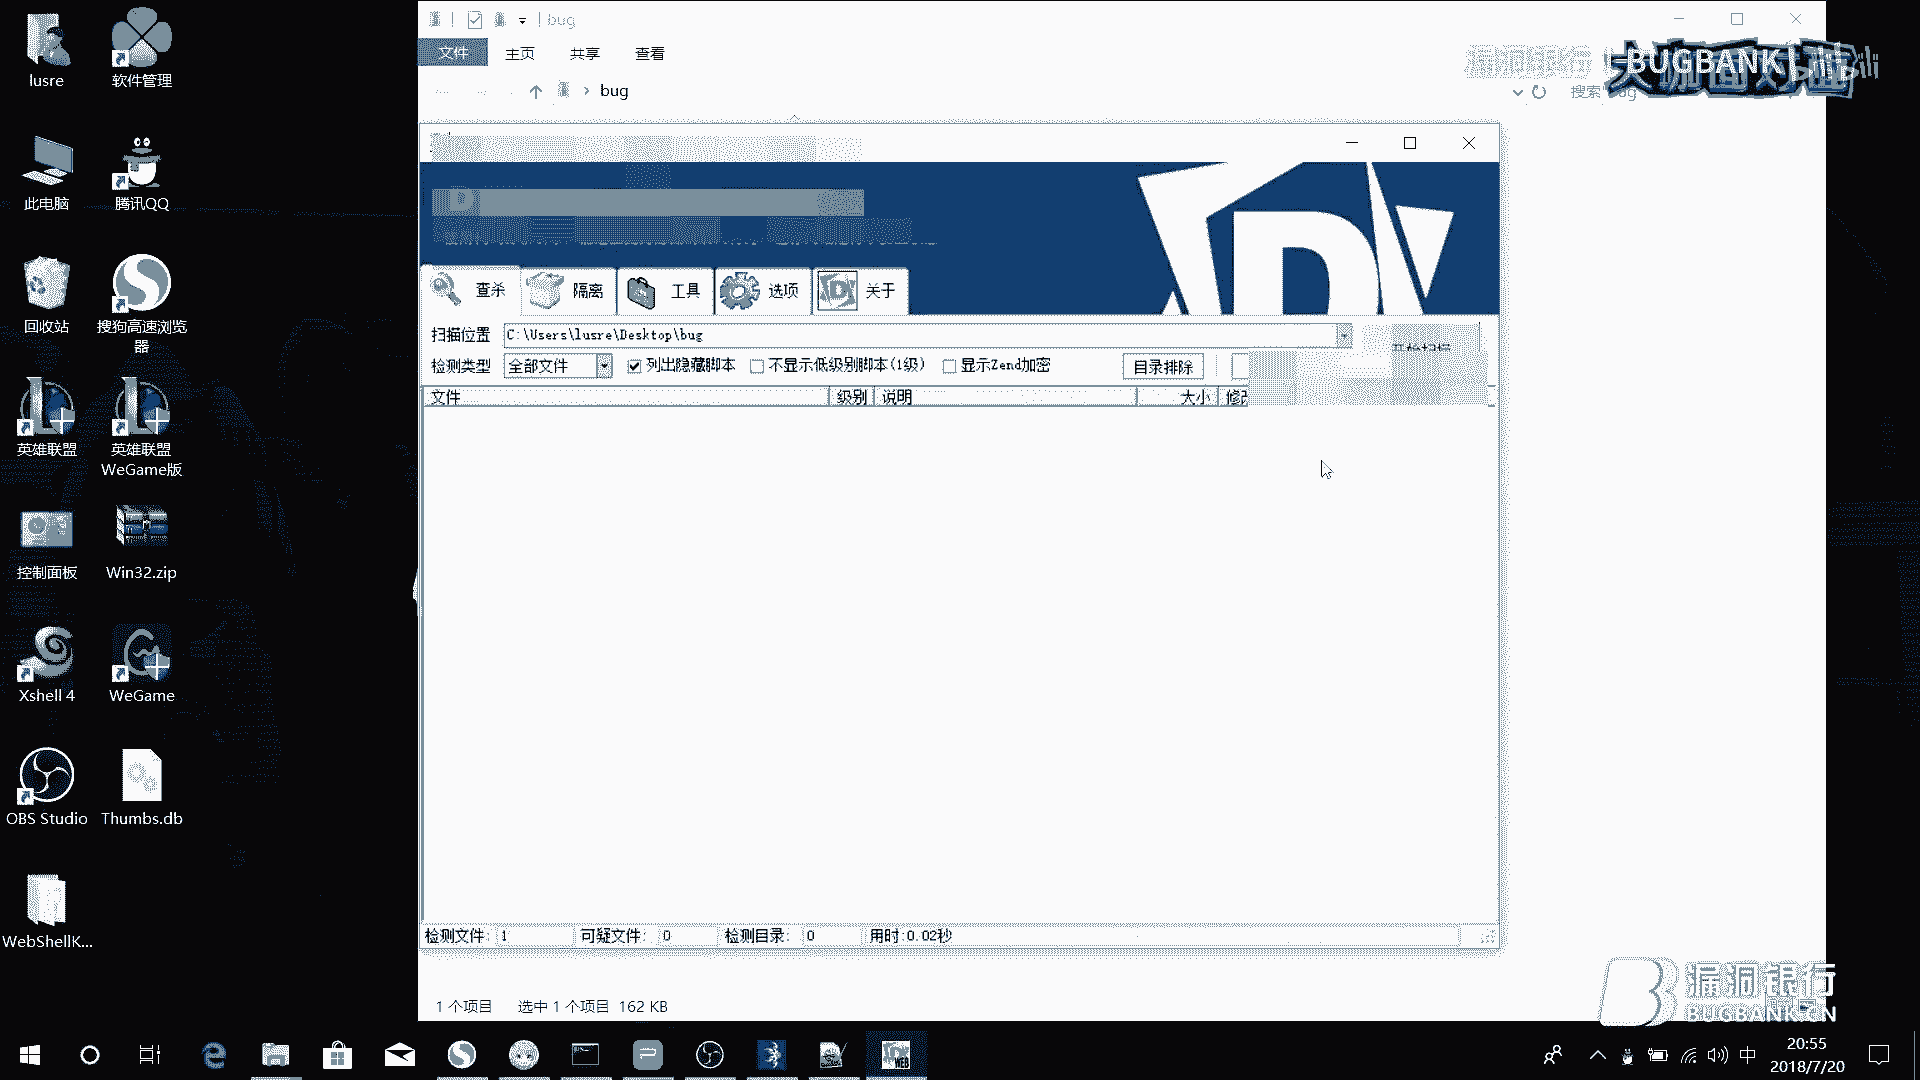 bug
文件 主页 共享 查看
bug
搜索"bug
漏洞银行
BUGBANK
大咖面对面
查杀 隔离 工具 选项 关于
扫描位置 C:\Users\lusre\Desktop\bug
检测类型 全部文件 列出隐藏脚本 不显示低级别脚本(1级) 显示Zend加密 目录排除
文件 级别 说明 大小 修改
检测文件: 1 可疑文件: 0 检测目录: 0 用时:0.02秒
1 个项目 选中 1 个项目 162 KB
lusre
软件管理
此电脑
腾讯QQ
回收站
搜狗高速浏览
器
英雄联盟
英雄联盟
WeGame版
控制面板
Win32.zip
Xshell 4
WeGame
OBS Studio
Thumbs.db
WebShellK...
漏洞银行
BUGBANK.CN
WEB
中
20:55
2018/7/20